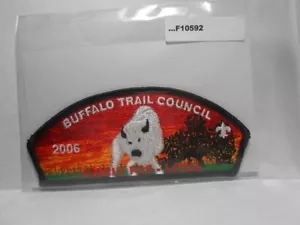 ...F10592
BUFFALO TRAIL COUNCIL
2006